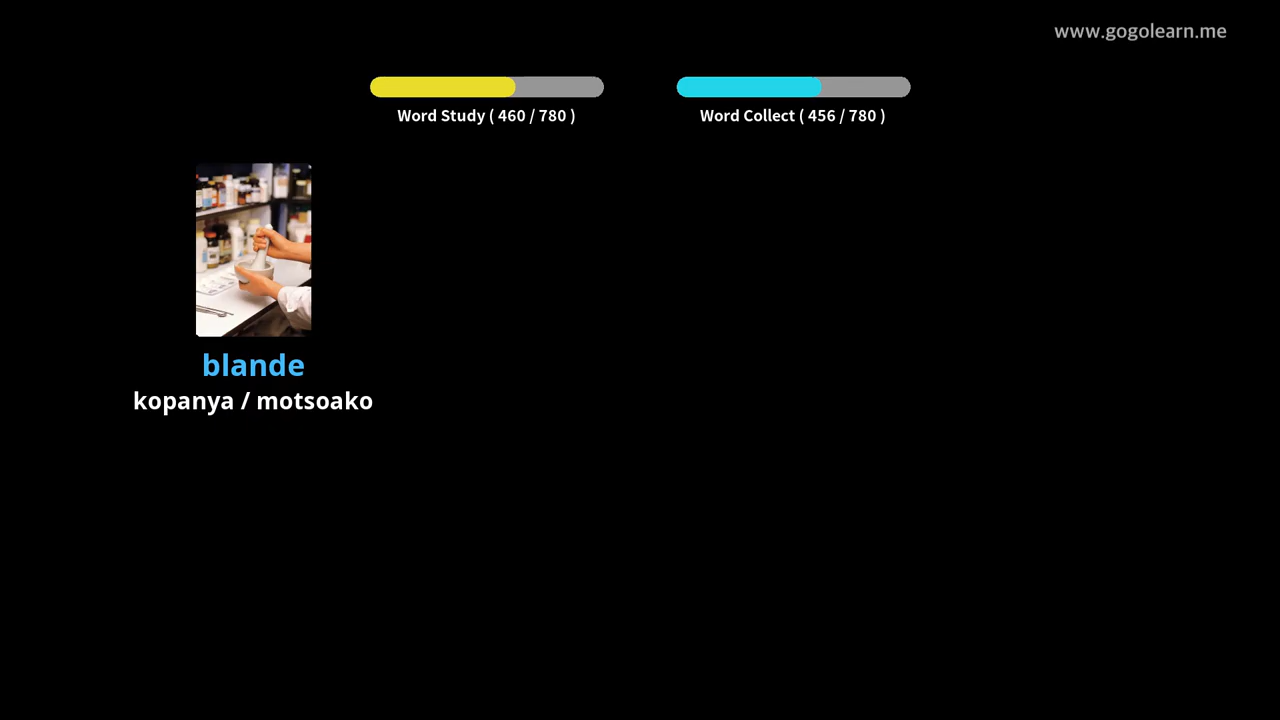 www.gogolearn.me
Word Study ( 460 / 780 )
Word Collect ( 456 / 780 )
blande
kopanya / motsoako